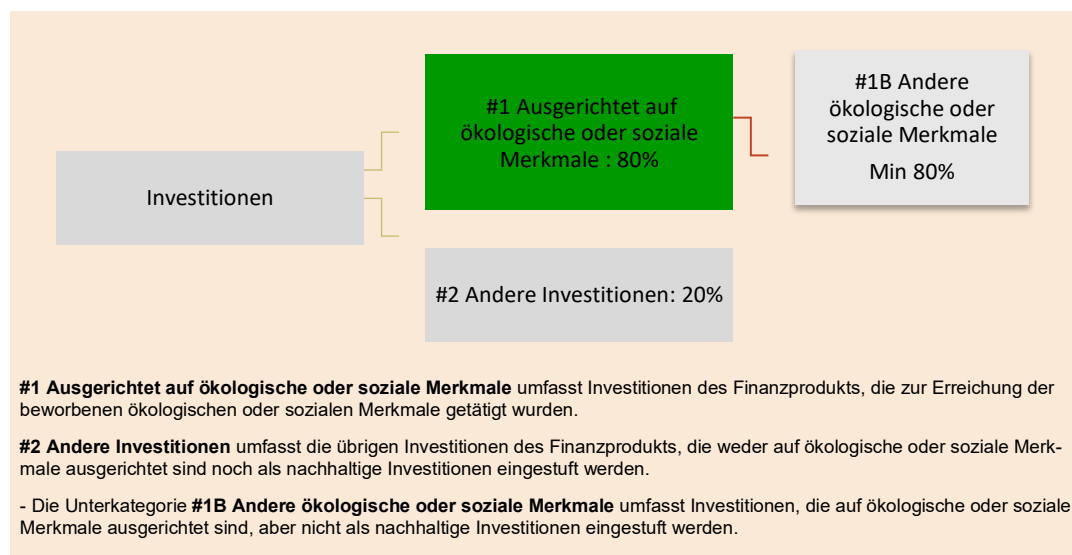 Investitionen
#1 Ausgerichtet auf
ökologische oder soziale
Merkmale : 80%
#1B Andere
ökologische oder
soziale Merkmale
Min 80%
#2 Andere Investitionen: 20%
#1 Ausgerichtet auf ökologische oder soziale Merkmale umfasst Investitionen des Finanzprodukts, die zur Erreichung der
beworbenen ökologischen oder sozialen Merkmale getätigt wurden.
#2 Andere Investitionen umfasst die übrigen Investitionen des Finanzprodukts, die weder auf ökologische oder soziale Merk-
male ausgerichtet sind noch als nachhaltige Investitionen eingestuft werden.
- Die Unterkategorie #1B Andere ökologische oder soziale Merkmale umfasst Investitionen, die auf ökologische oder soziale
Merkmale ausgerichtet sind, aber nicht als nachhaltige Investitionen eingestuft werden.